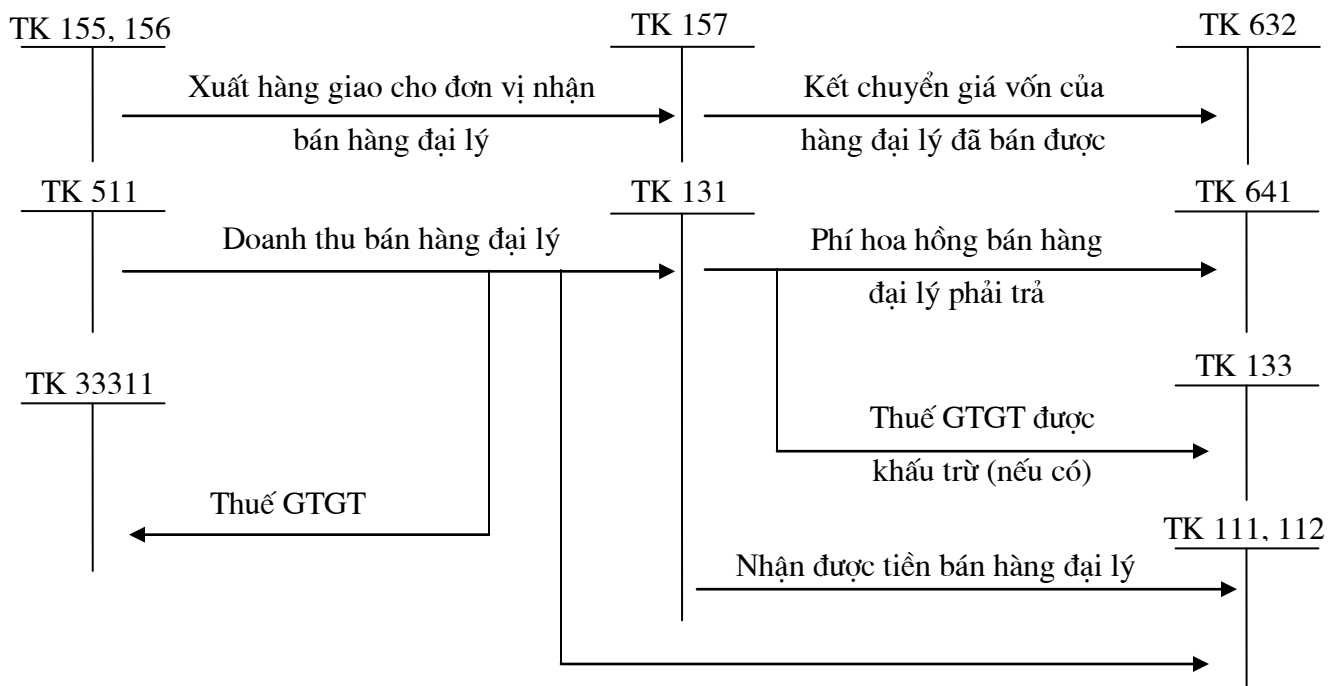 TK 155, 156
TK 157
TK 632
Xuất hàng giao cho đơn vị nhận
bán hàng đại lý
Kết chuyển giá vốn của
hàng đại lý đã bán được
TK 511
TK 131
TK 641
Doanh thu bán hàng đại lý
Phí hoa hồng bán hàng
đại lý phải trả
TK 33311
TK 133
Thuế GTGT được
khấu trừ (nếu có)
Thuế GTGT
TK 111, 112
Nhận được tiền bán hàng đại lý